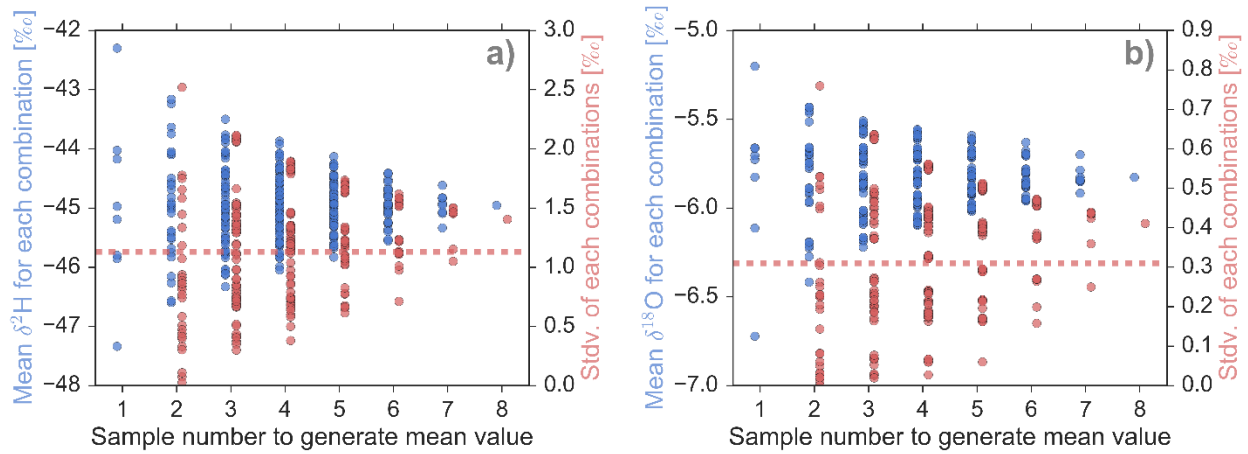 a)
Mean δ²H for each combination [‰]
−42
−43
−44
−45
−46
−47
−48
3.0
2.5
2.0
1.5
1.0
0.5
0.0
Stdv. of each combinations [‰]
1 2 3 4 5 6 7 8
Sample number to generate mean value
b)
Mean δ¹⁸O for each combination [‰]
−5.0
−5.5
−6.0
−6.5
−7.0
0.9
0.8
0.7
0.6
0.5
0.4
0.3
0.2
0.1
0.0
Stdv. of each combinations [‰]
1 2 3 4 5 6 7 8
Sample number to generate mean value